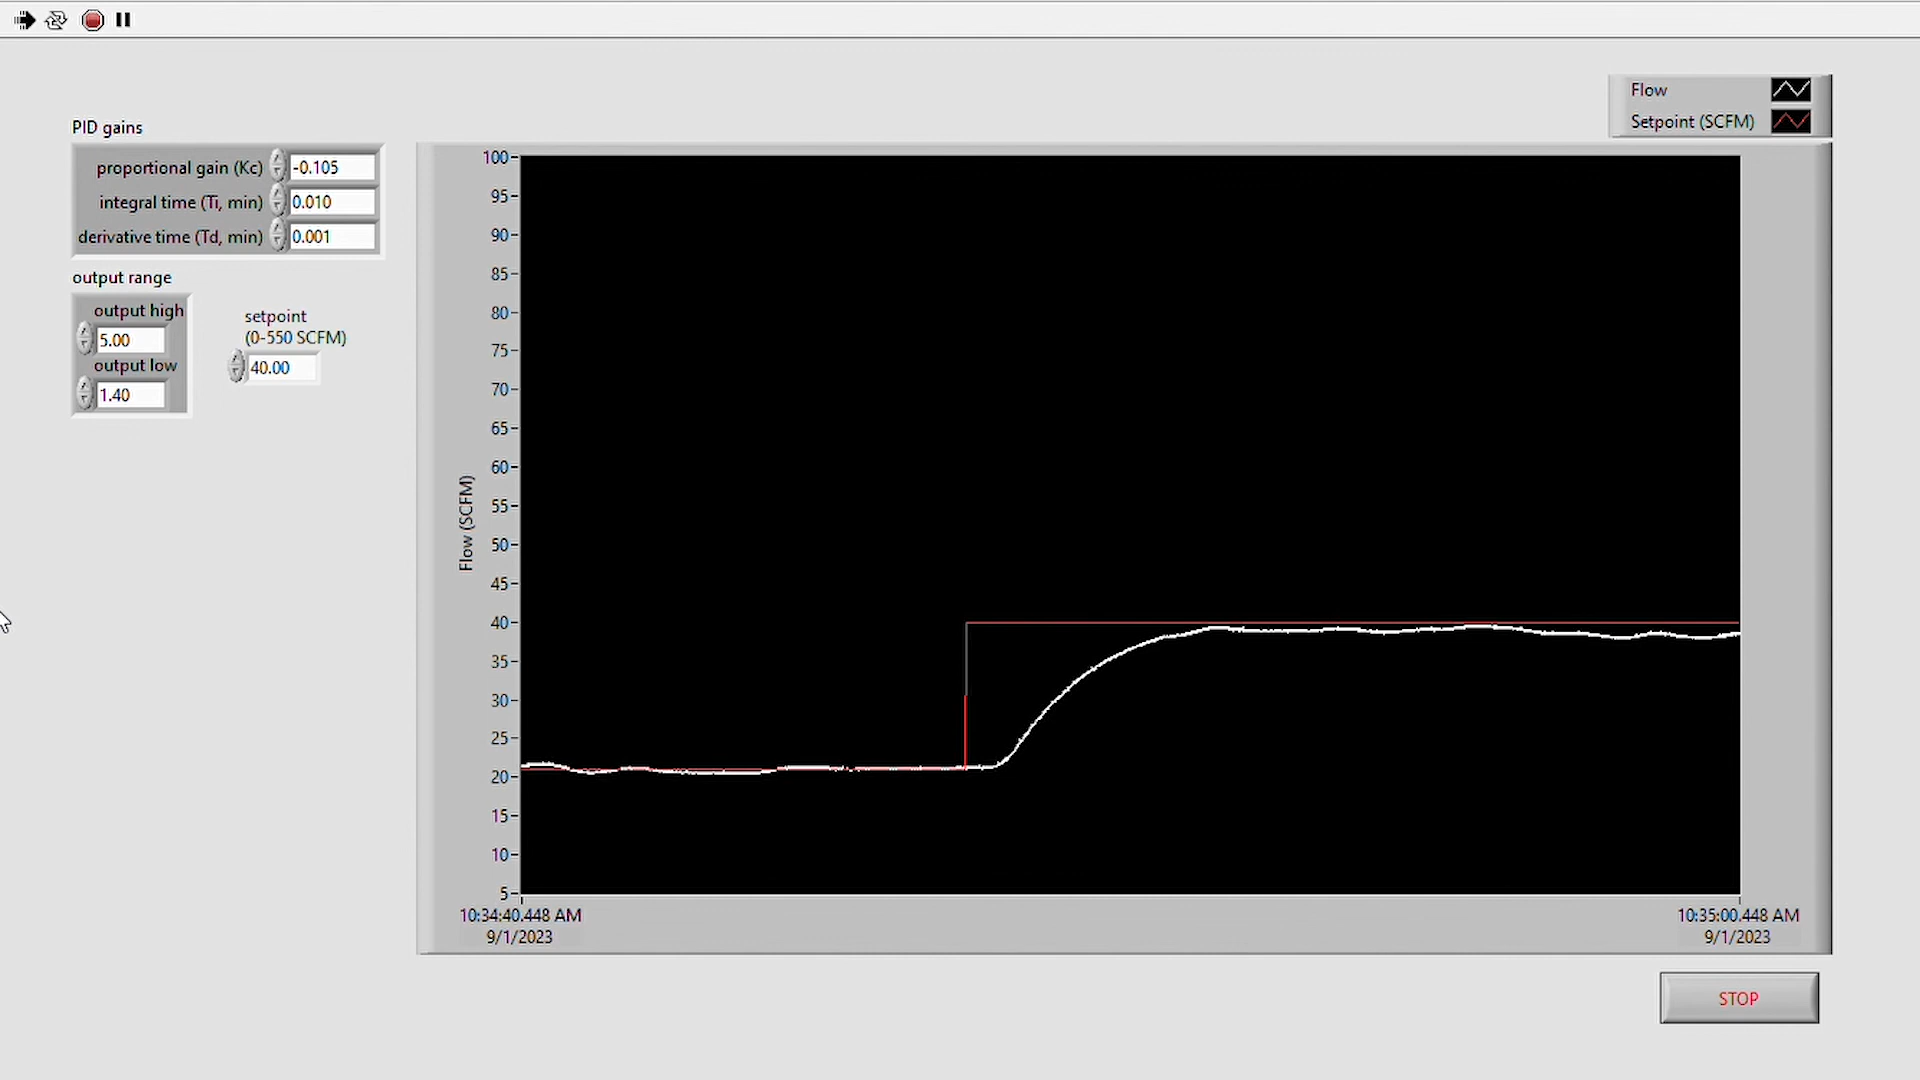 Flow
Setpoint (SCFM)
PID gains
proportional gain (Kc) -0.105
integral time (Ti, min) 0.010
derivative time (Td, min) 0.001
output range
output high
5.00
output low
1.40
setpoint
(0-550 SCFM)
40.00
Flow (SCFM)
100
95
90
85
80
75
70
65
60
55
50
45
40
35
30
25
20
15
10
5
10:34:40.448 AM
9/1/2023
10:35:00.448 AM
9/1/2023
STOP